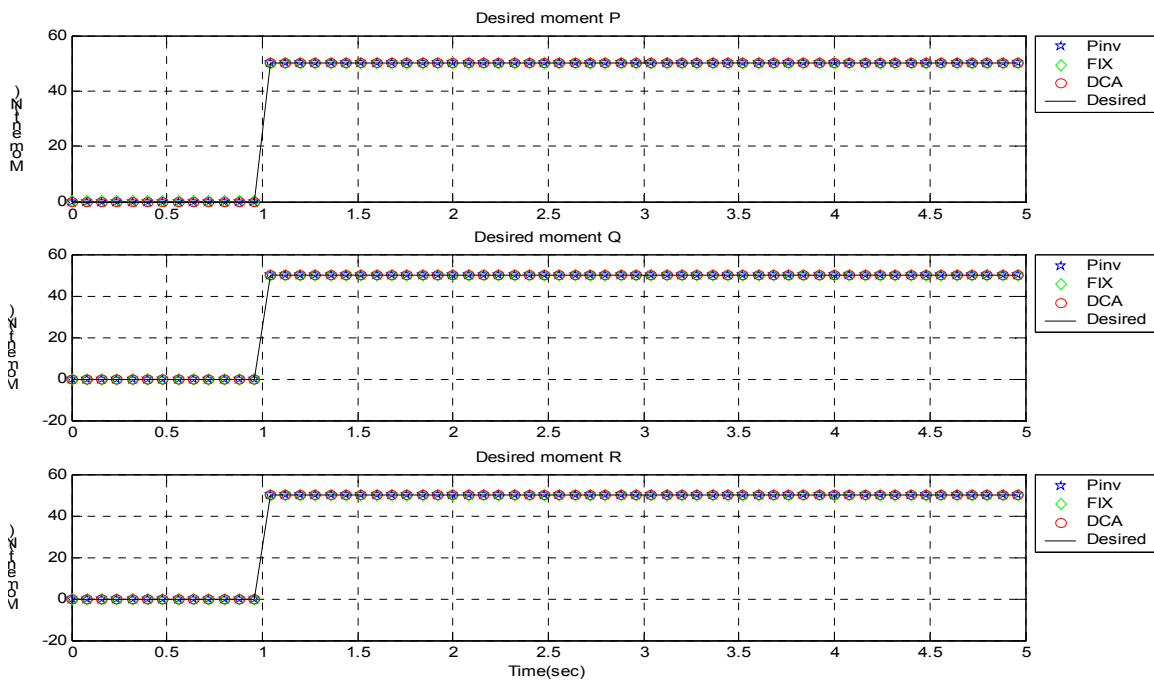 Desired moment P
60
40
20
0
0 0.5 1 1.5 2 2.5 3 3.5 4 4.5 5
Pinv
FIX
DCA
Desired
Desired moment Q
60
40
20
0
-20
0 0.5 1 1.5 2 2.5 3 3.5 4 4.5 5
Pinv
FIX
DCA
Desired
Desired moment R
60
40
20
0
-20
0 0.5 1 1.5 2 2.5 3 3.5 4 4.5 5
Time(sec)
Pinv
FIX
DCA
Desired